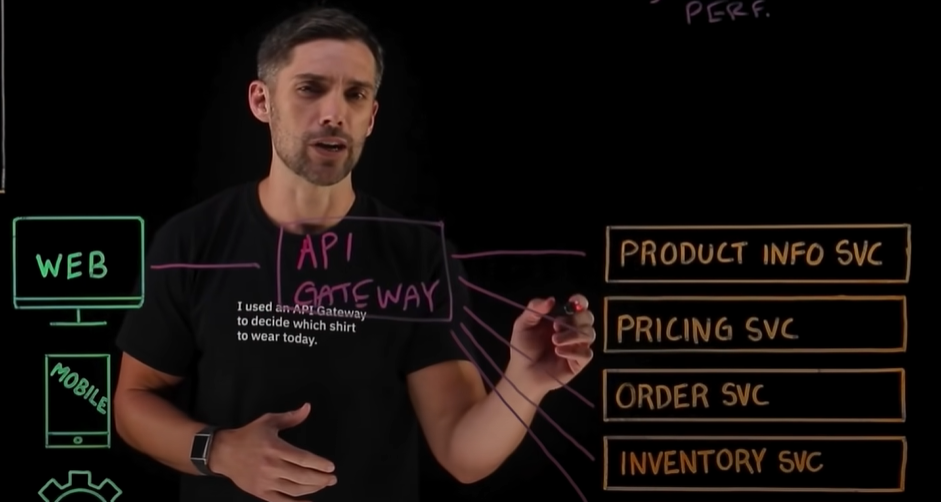 PERF.
WEB
API
GATEWAY
I used an API Gateway
to decide which shirt
to wear today.
MOBILE
PRODUCT INFO SVC
PRICING SVC
ORDER SVC
INVENTORY SVC